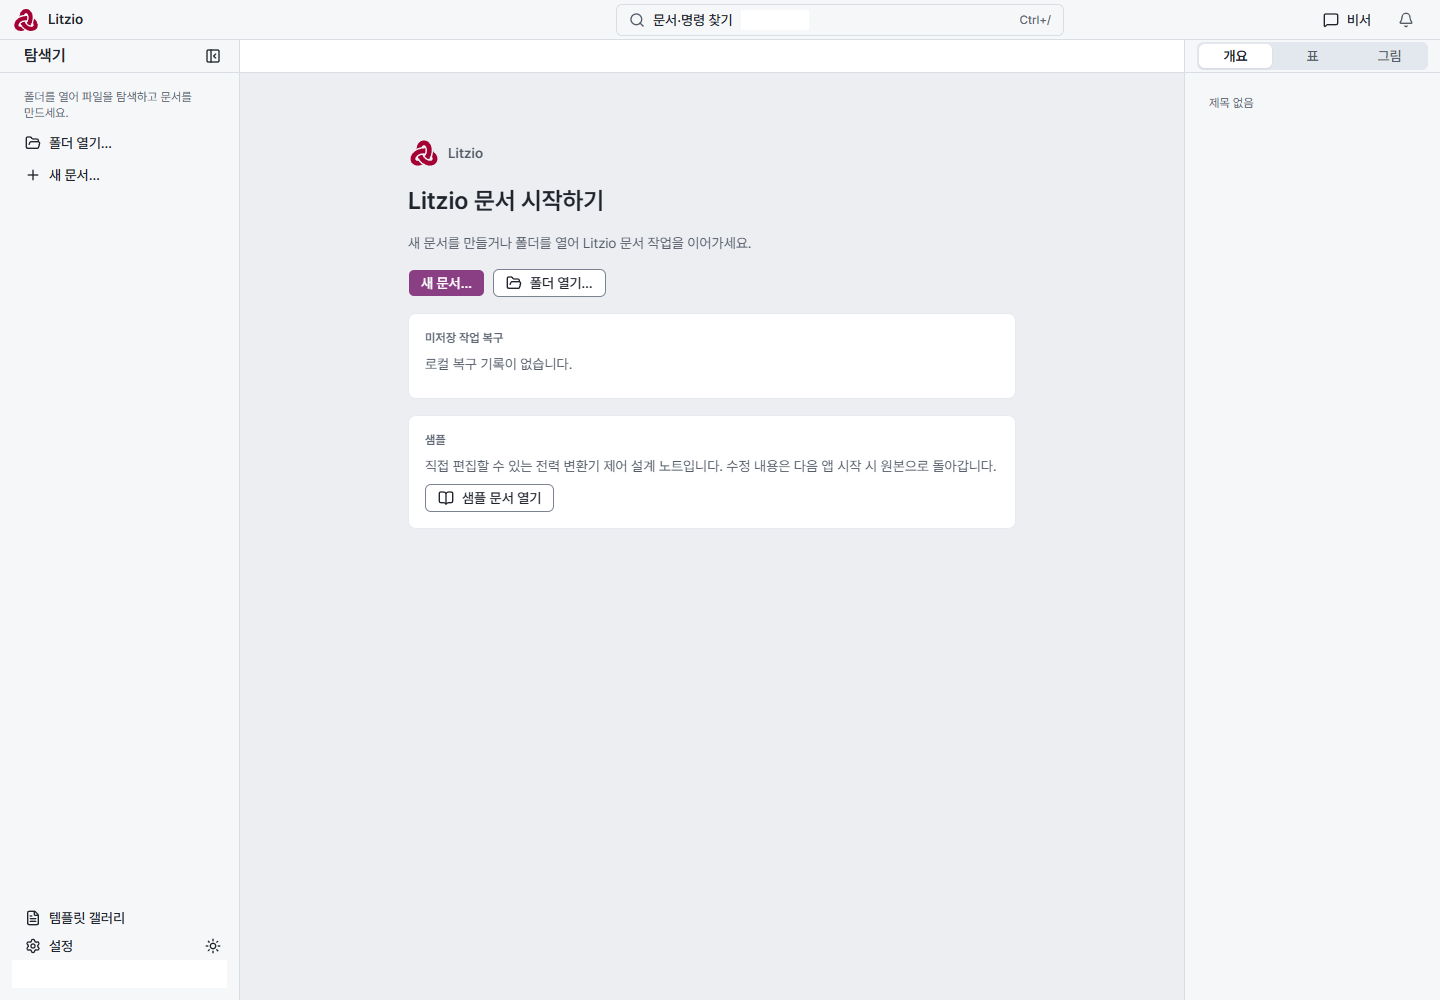 Litzio
문서·명령 찾기
Ctrl+/
비서
탐색기
개요
표
그림
폴더를 열어 파일을 탐색하고 문서를
만드세요.
폴더 열기...
새 문서...
제목 없음
Litzio
Litzio 문서 시작하기
새 문서를 만들거나 폴더를 열어 Litzio 문서 작업을 이어가세요.
새 문서...
폴더 열기...
미저장 작업 복구
로컬 복구 기록이 없습니다.
샘플
직접 편집할 수 있는 전력 변환기 제어 설계 노트입니다. 수정 내용은 다음 앱 시작 시 원본으로 돌아갑니다.
샘플 문서 열기
템플릿 갤러리
설정